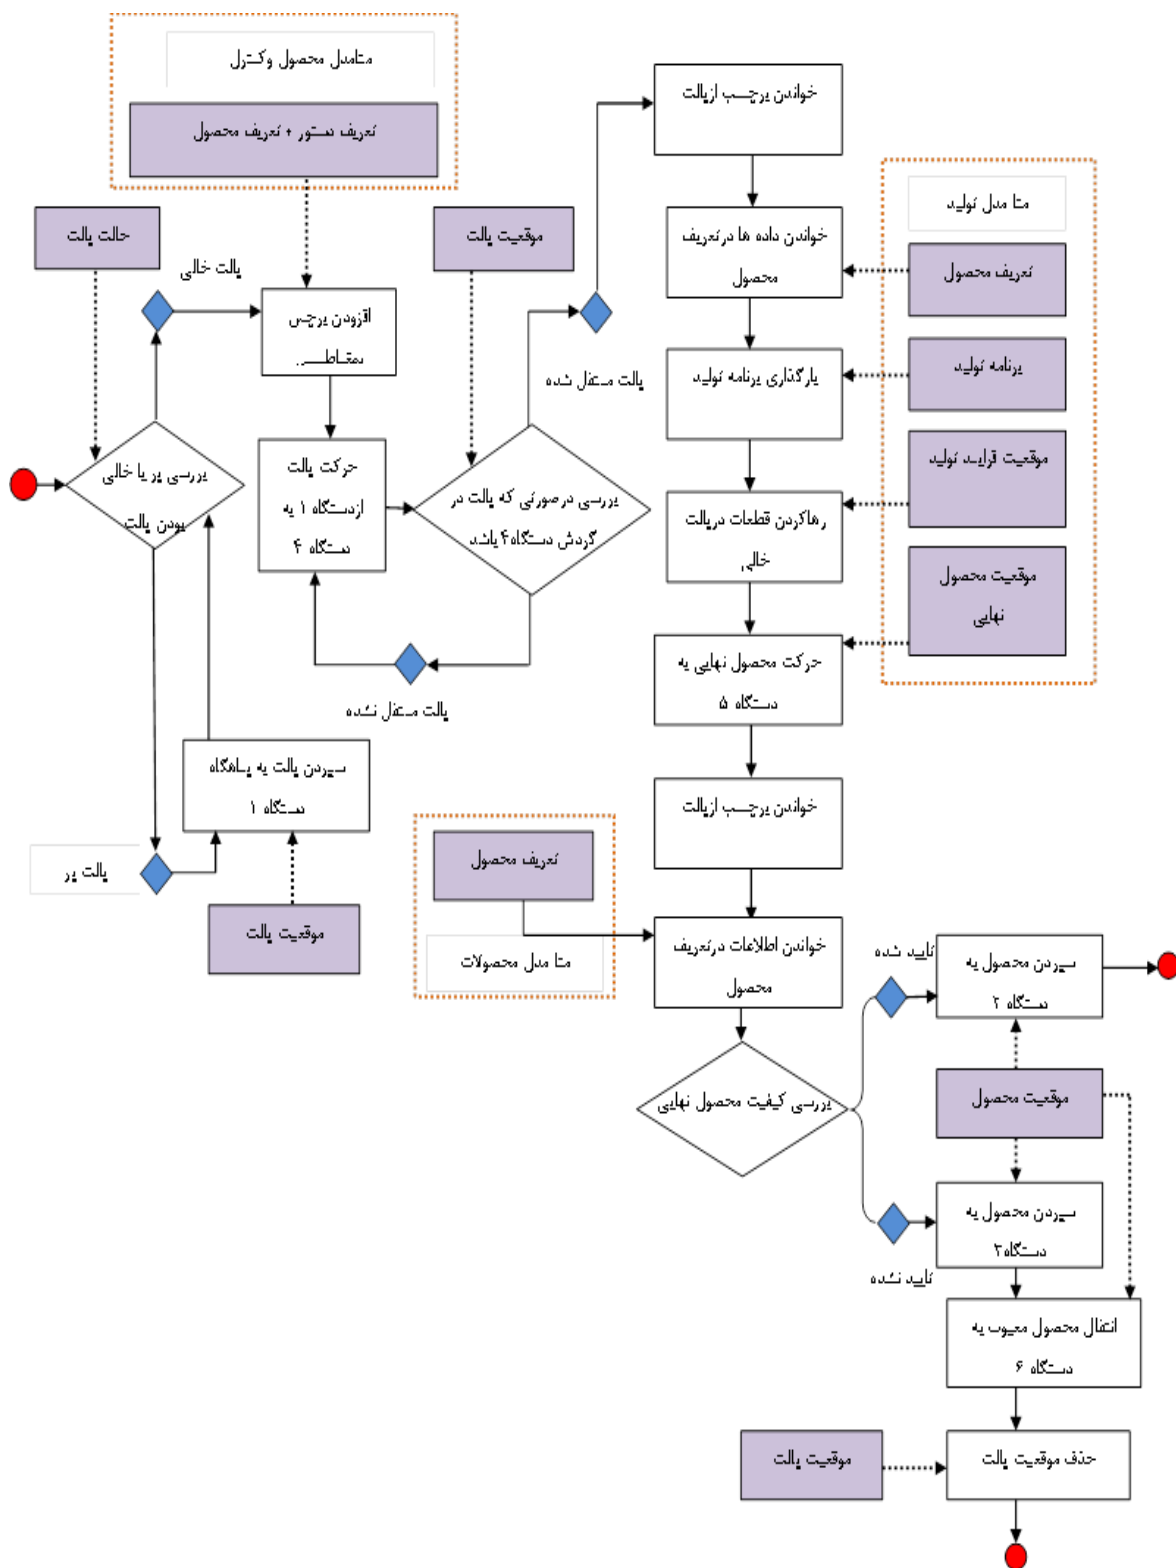 متامدل محصول وکنترل
تعریف دستور + تعریف محصول
حالت پالت
پالت خالی
افزودن برچسب
موقعیت پالت
بررسی پر یا خالی
بودن پالت
حرکت پالت
ازدستگاه ۱ به
دستگاه ۴
بررسی درصورتی که پالت در
گردش دستگاه۴باشد
پالت منتقل شده
پالت منتقل نشده
سپردن پالت به
دستگاه ۱
پالت پر
موقعیت پالت
خواندن برچسب ازپالت
خواندن داده ها درتعریف
محصول
بارگذاری برنامه تولید
رهاکردن قطعات درپالت
خالی
حرکت محصول نهایی به
دستگاه ۵
خواندن برچسب ازپالت
متا مدل تولید
تعریف محصول
برنامه تولید
موقعیت فرایند تولید
موقعیت محصول
نهایی
تعریف محصول
متا مدل محصولات
خواندن اطلاعات درتعریف
محصول
بررسی کیفیت محصول نهایی
تایید شده
سپردن محصول به
دستگاه ۲
موقعیت محصول
سپردن محصول به
دستگاه۳
تایید نشده
انتقال محصول معیوب به
دستگاه ۶
موقعیت پالت
حذف موقعیت پالت